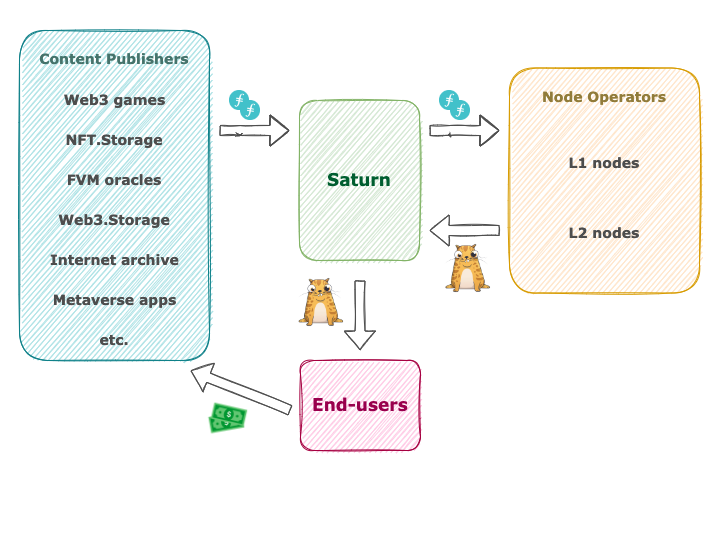 Content Publishers
Web3 games
NFT.Storage
FVM oracles
Web3.Storage
Internet archive
Metaverse apps
etc.
Saturn
Node Operators
L1 nodes
L2 nodes
End-users